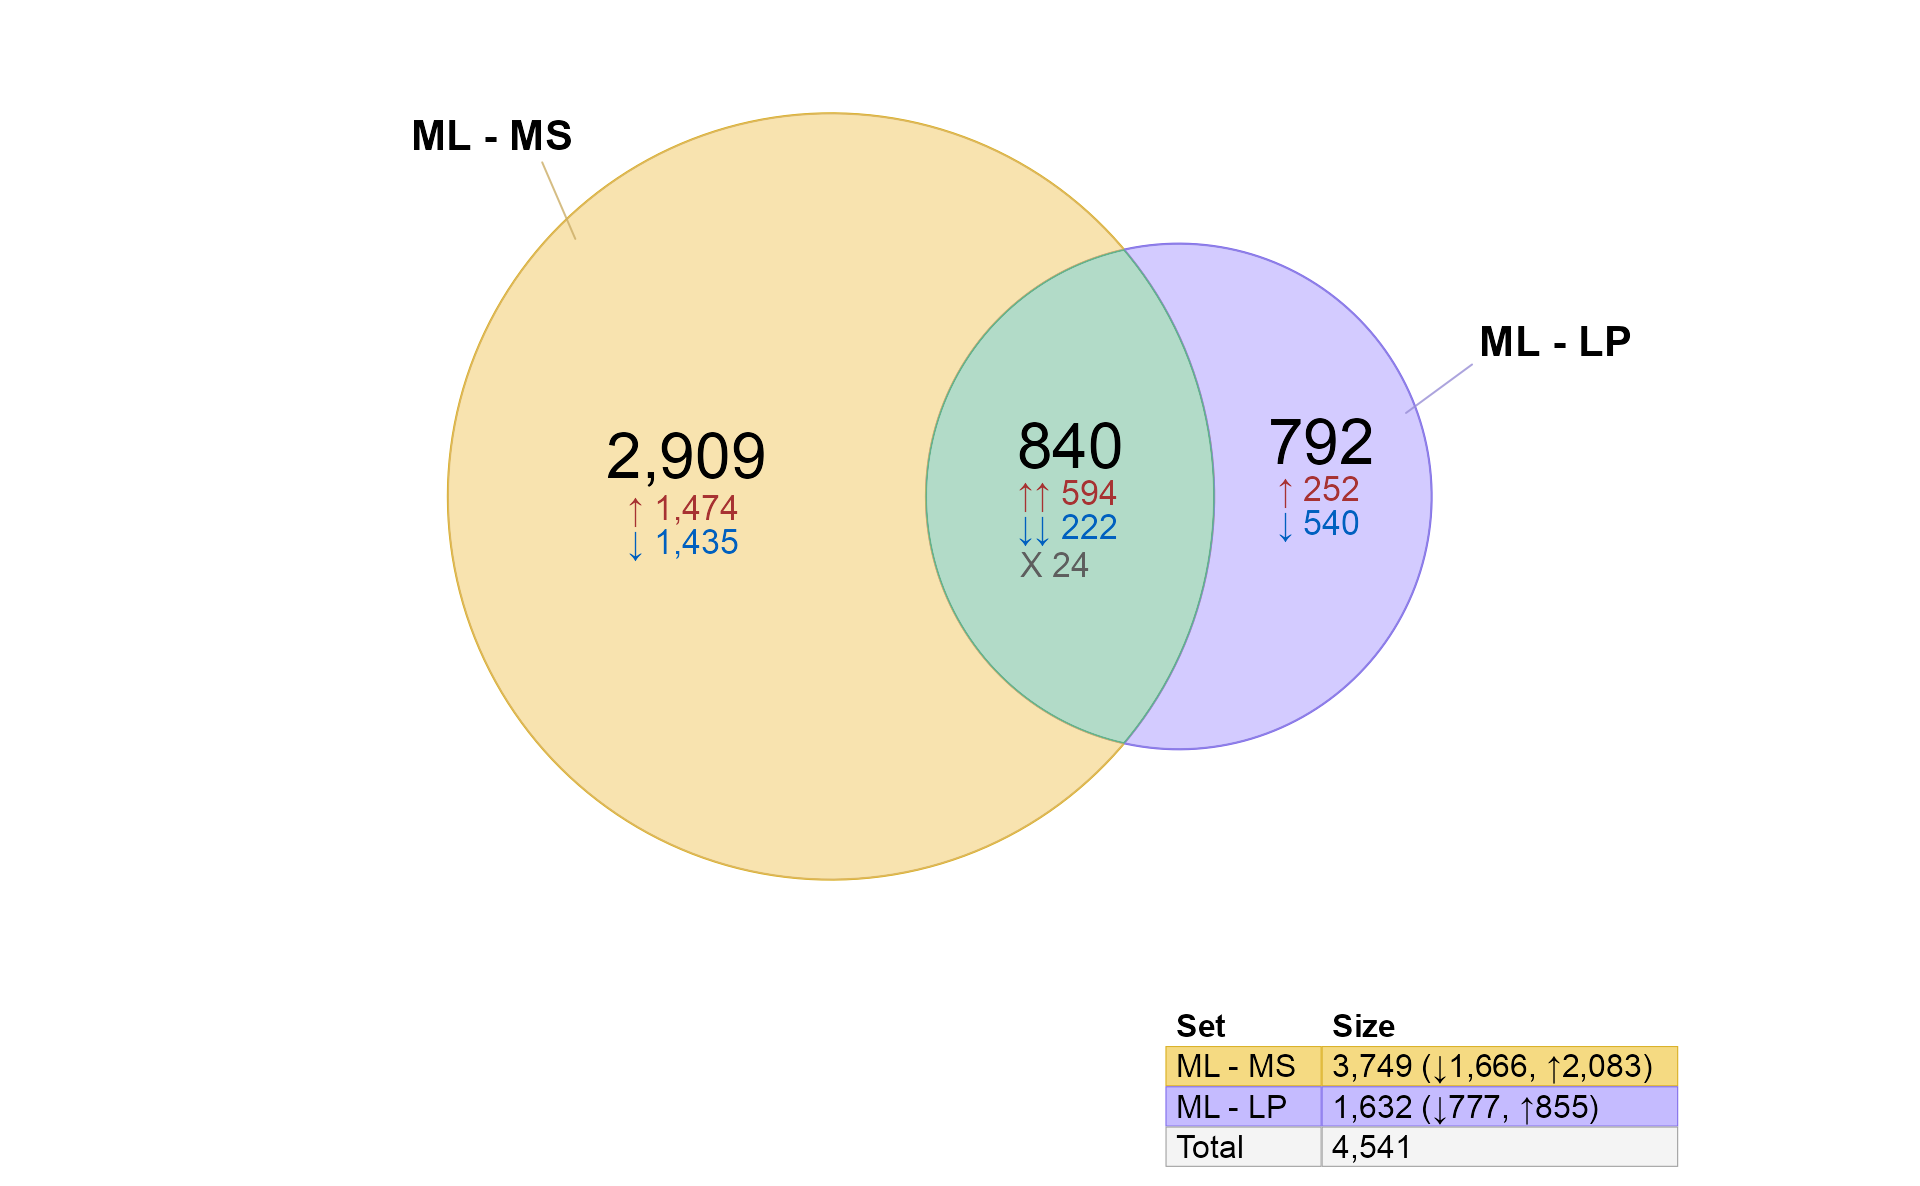 ML - MS
ML - LP
2,909
↑ 1,474
↓ 1,435
840
↑↑ 594
↓↓ 222
X 24
792
↑ 252
↓ 540
Set Size
ML - MS 3,749 (↓1,666, ↑2,083)
ML - LP 1,632 (↓777, ↑855)
Total 4,541